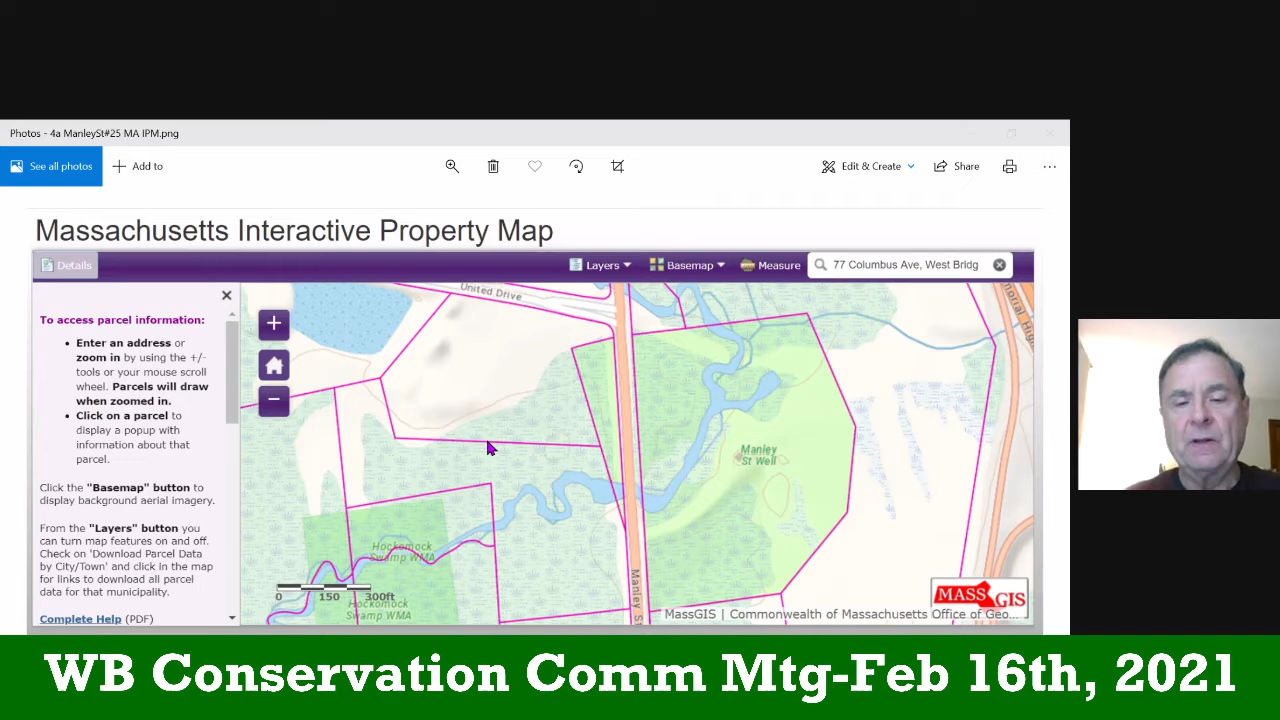 Photos - 4a ManleySt#25 MA IPM.png
See all photos
Add to
Edit & Create
Share
Massachusetts Interactive Property Map
Details
Layers
Basemap
Measure
77 Columbus Ave, West Bridg
To access parcel information:
• Enter an address or
zoom in by using the +/-
tools or your mouse scroll
wheel. Parcels will draw
when zoomed in.
• Click on a parcel to
display a popup with
information about that
parcel.
Click the "Basemap" button to
display background aerial imagery.
From the "Layers" button you
can turn map features on and off.
Check on 'Download Parcel Data
by City/Town' and click in the map
for links to download all parcel
data for that municipality.
Complete Help (PDF)
+
−
United Drive
Manley
St Well
Hockomock
Swamp WMA
Hockomock
Swamp WMA
Manley St
orial Hig
0 150 300ft
MASS GIS
MassGIS | Commonwealth of Massachusetts Office of Geo...
WB Conservation Comm Mtg-Feb 16th, 2021